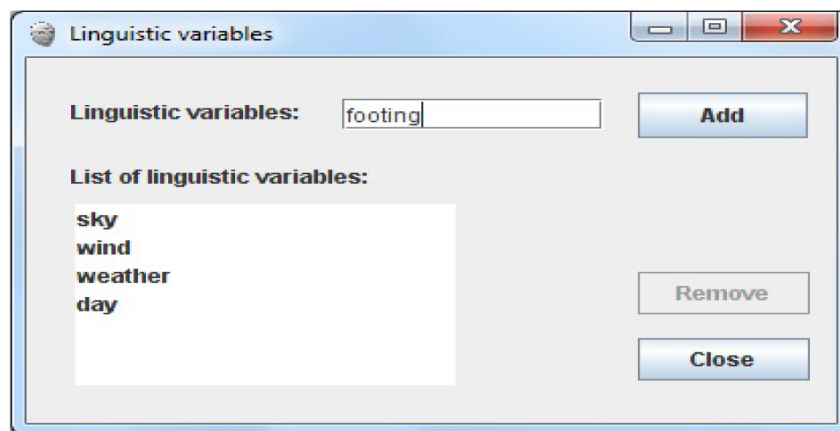 Linguistic variables
Linguistic variables: footing Add
List of linguistic variables:
sky
wind
weather
day
Remove
Close